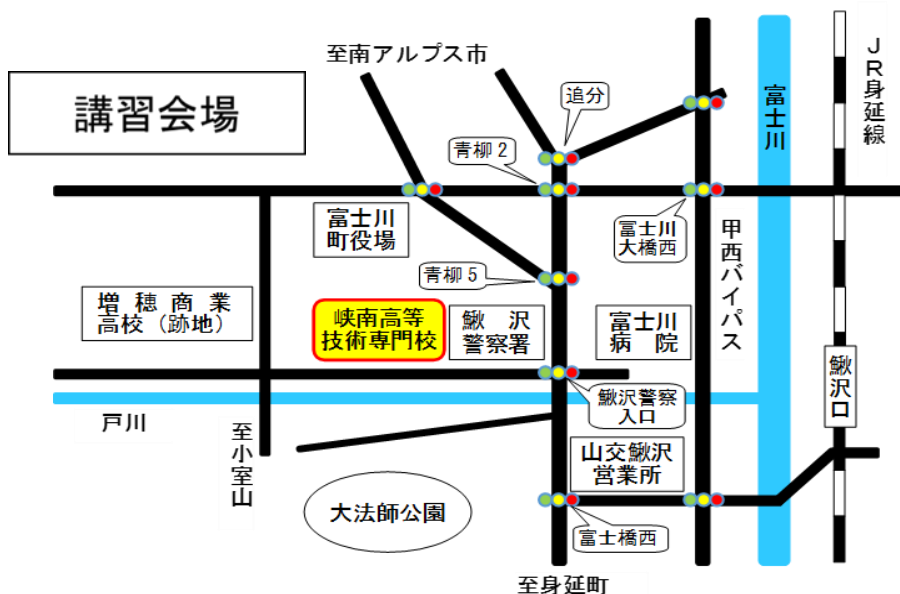 至南アルプス市
講習会場
追分
青柳2
富士川
JR身延線
富士川
町役場
富士川
大橋西
甲西バイパス
青柳5
増穂商業
高校（跡地）
峡南高等
技術専門校
鰍沢
警察署
富士川
病院
鰍沢口
鰍沢警察
入口
戸川
至小室山
山交鰍沢
営業所
大法師公園
富士橋西
至身延町